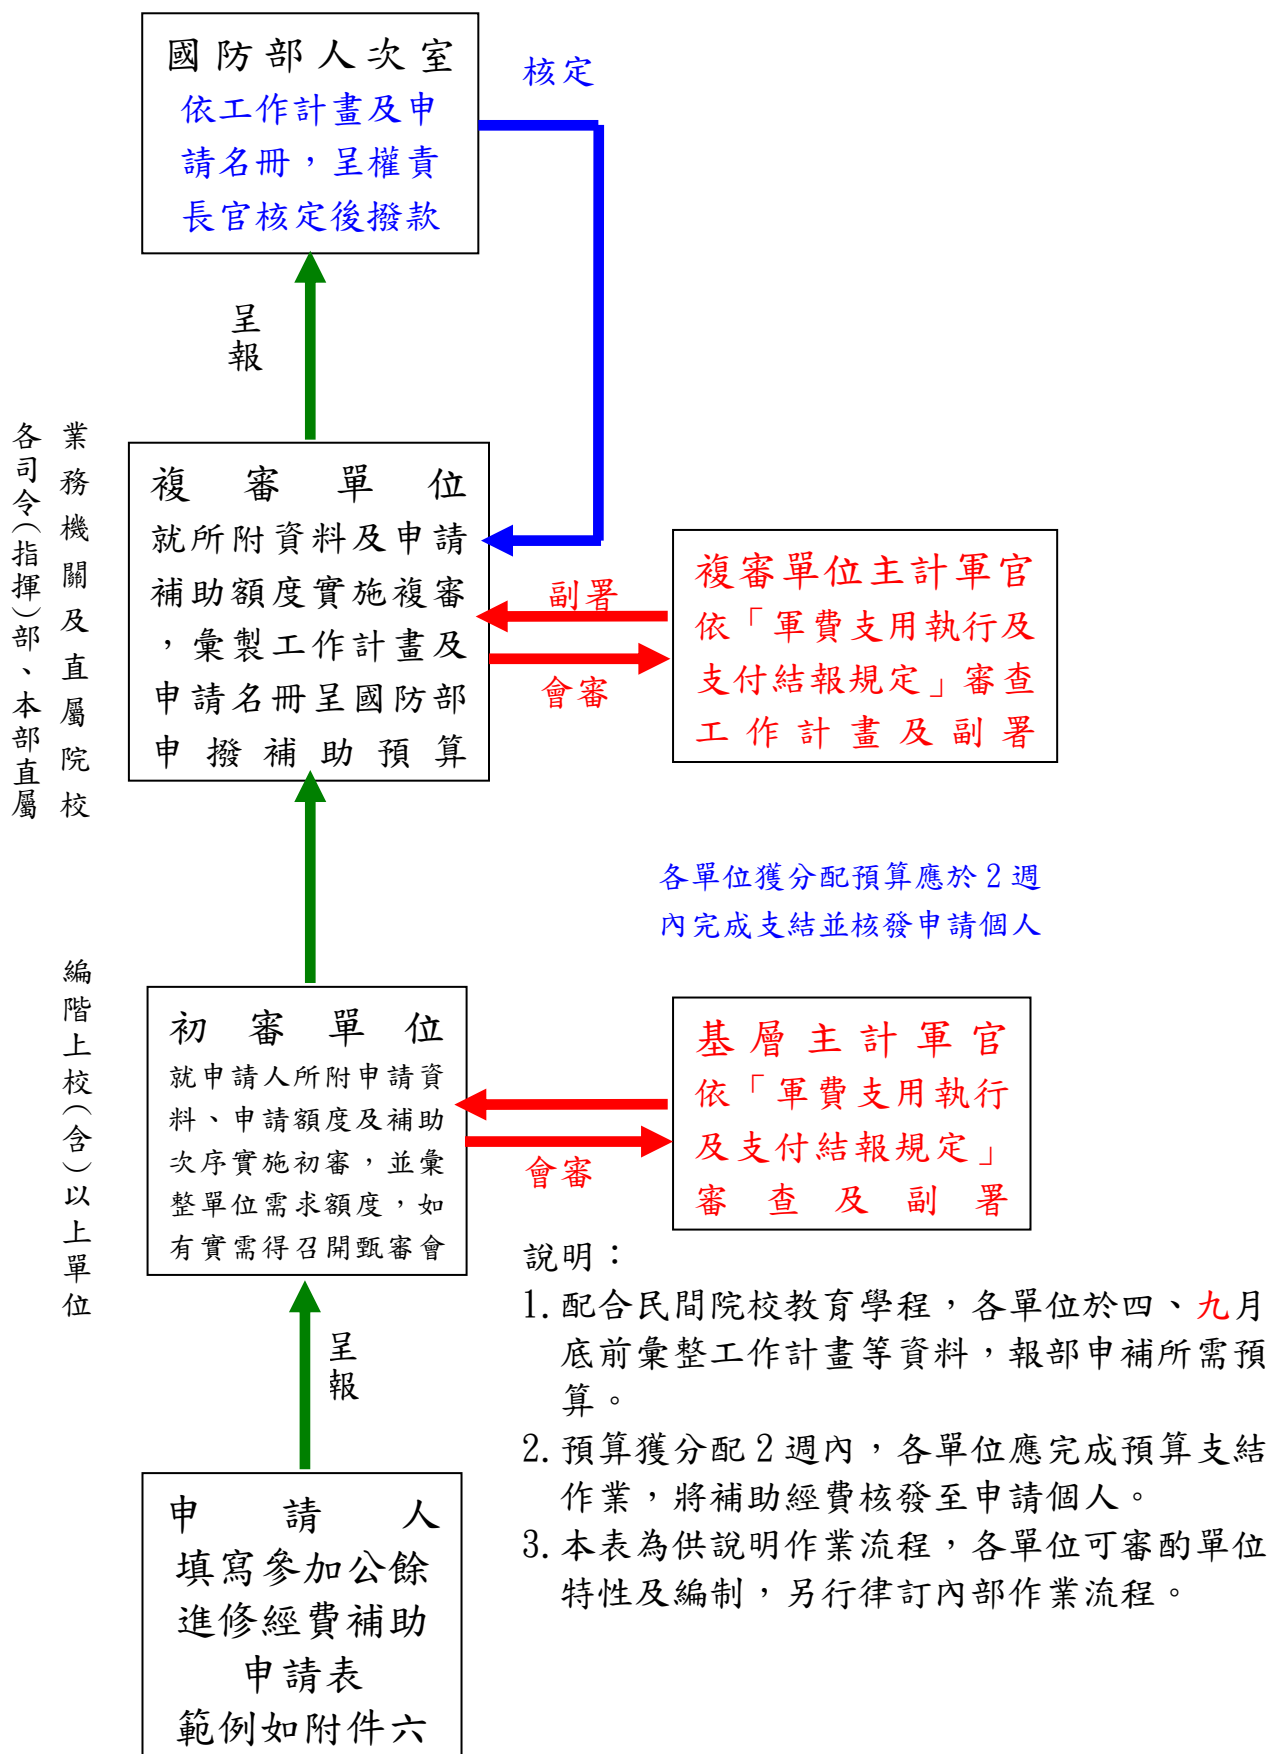 國防部人次室
依工作計畫及申
請名冊，呈權責
長官核定後撥款
核定
呈報
業務機關及直屬院校
各司令(指揮)部、本部直屬
複審單位
就所附資料及申請
補助額度實施複審
，彙製工作計畫及
申請名冊呈國防部
申撥補助預算
副署
會審
複審單位主計軍官
依「軍費支用執行及
支付結報規定」審查
工作計畫及副署
各單位獲分配預算應於2週
內完成支結並核發申請個人
編階上校(含)以上單位
初審單位
就申請人所附申請資
料、申請額度及補助
次序實施初審，並彙
整單位需求額度，如
有實需得召開甄審會
會審
基層主計軍官
依「軍費支用執行
及支付結報規定」
審查及副署
呈報
申請人
填寫參加公餘
進修經費補助
申請表
範例如附件六
說明：
1.配合民間院校教育學程，各單位於四、九月
底前彙整工作計畫等資料，報部申補所需預
算。
2.預算獲分配2週內，各單位應完成預算支結
作業，將補助經費核發至申請個人。
3.本表為供說明作業流程，各單位可審酌單位
特性及編制，另行律訂內部作業流程。